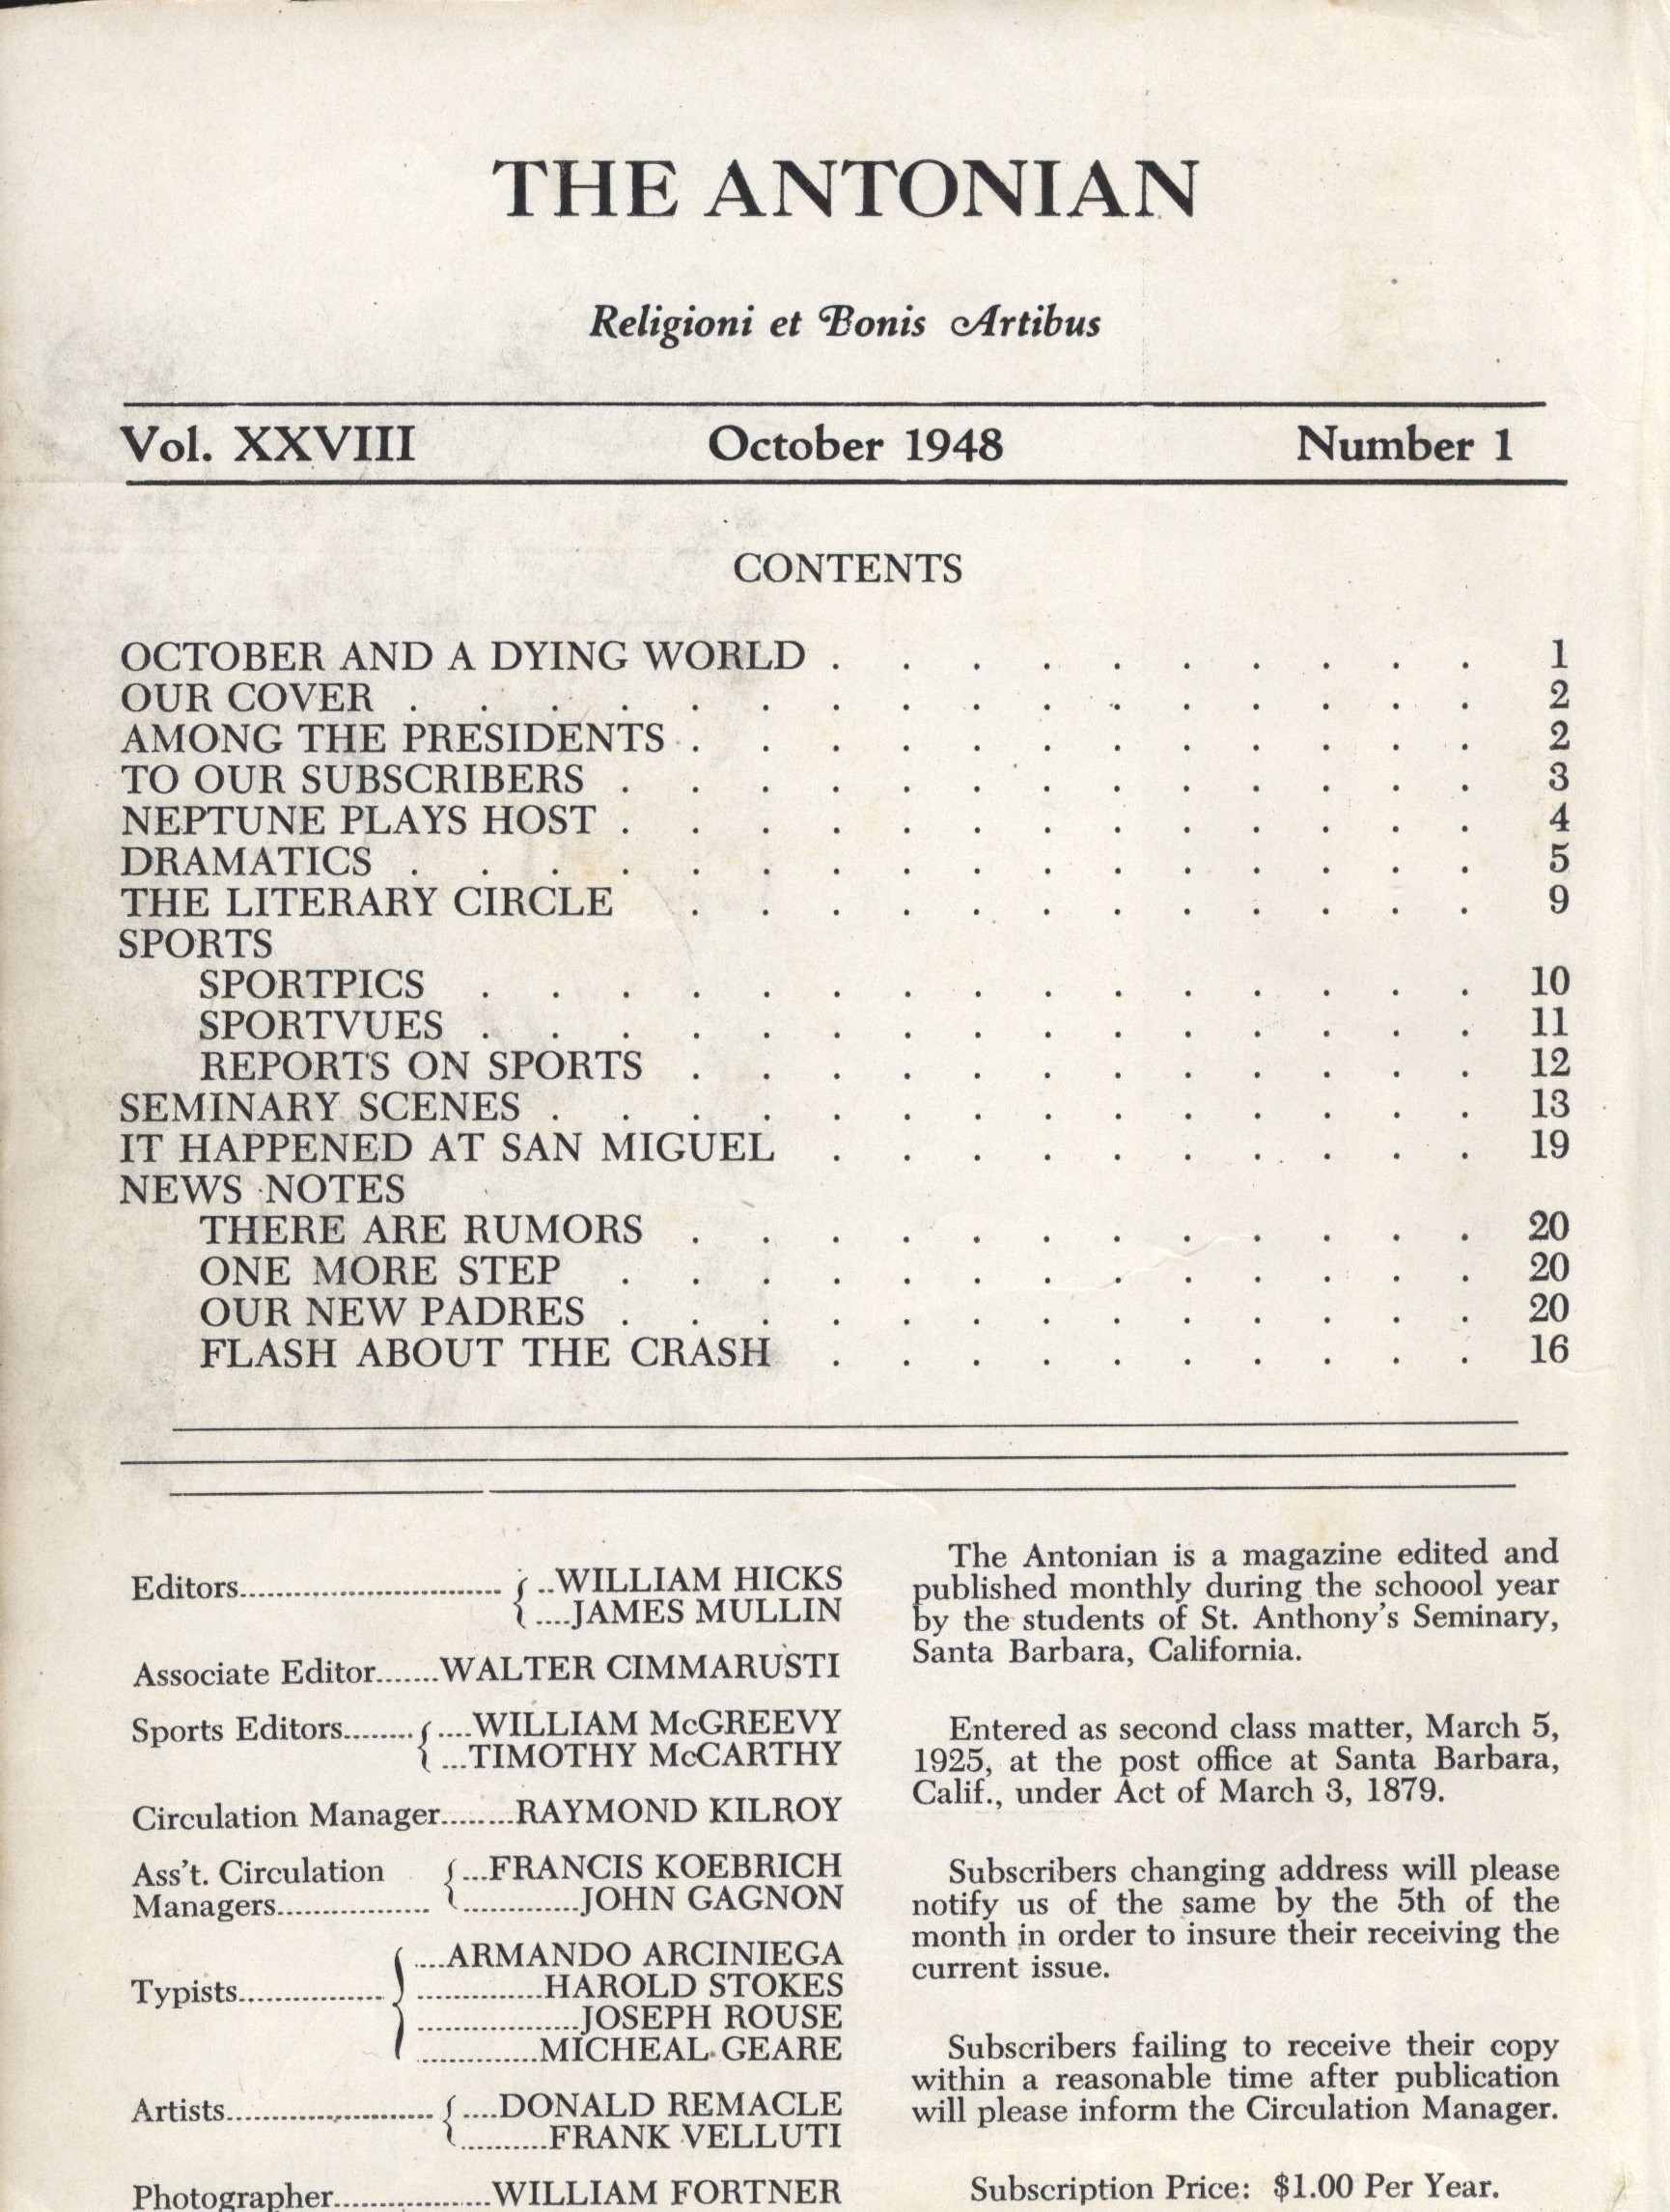 THE ANTONIAN
Religioni et Bonis Artibus
Vol. XXVIII October 1948 Number 1
CONTENTS
OCTOBER AND A DYING WORLD . . . . . . . . . . 1
OUR COVER . . . . . . . . . . . . . . . . 2
AMONG THE PRESIDENTS . . . . . . . . . . . . 2
TO OUR SUBSCRIBERS . . . . . . . . . . . . . 3
NEPTUNE PLAYS HOST . . . . . . . . . . . . . 4
DRAMATICS . . . . . . . . . . . . . . . . 5
THE LITERARY CIRCLE . . . . . . . . . . . . 9
SPORTS
SPORTPICS . . . . . . . . . . . . . . . 10
SPORTVUES . . . . . . . . . . . . . . . 11
REPORTS ON SPORTS . . . . . . . . . . . . 12
SEMINARY SCENES . . . . . . . . . . . . . . 13
IT HAPPENED AT SAN MIGUEL . . . . . . . . . . 19
NEWS NOTES
THERE ARE RUMORS . . . . . . . . . . . . 20
ONE MORE STEP . . . . . . . . . . . . . 20
OUR NEW PADRES . . . . . . . . . . . . . 20
FLASH ABOUT THE CRASH . . . . . . . . . . 16
Editors.............................. { ..WILLIAM HICKS
....JAMES MULLIN
Associate Editor.......WALTER CIMMARUSTI
Sports Editors........ { ....WILLIAM McGREEVY
...TIMOTHY McCARTHY
Circulation Manager........RAYMOND KILROY
Ass't. Circulation { ...FRANCIS KOEBRICH
Managers................. .............JOHN GAGNON
....ARMANDO ARCINIEGA
Typists................ { ..............HAROLD STOKES
..................JOSEPH ROUSE
..............MICHEAL GEARE
Artists....................... { ....DONALD REMACLE
..........FRANK VELLUTI
Photographer..................WILLIAM FORTNER
The Antonian is a magazine edited and
published monthly during the schoool year
by the students of St. Anthony's Seminary,
Santa Barbara, California.
Entered as second class matter, March 5,
1925, at the post office at Santa Barbara,
Calif., under Act of March 3, 1879.
Subscribers changing address will please
notify us of the same by the 5th of the
month in order to insure their receiving the
current issue.
Subscribers failing to receive their copy
within a reasonable time after publication
will please inform the Circulation Manager.
Subscription Price: $1.00 Per Year.